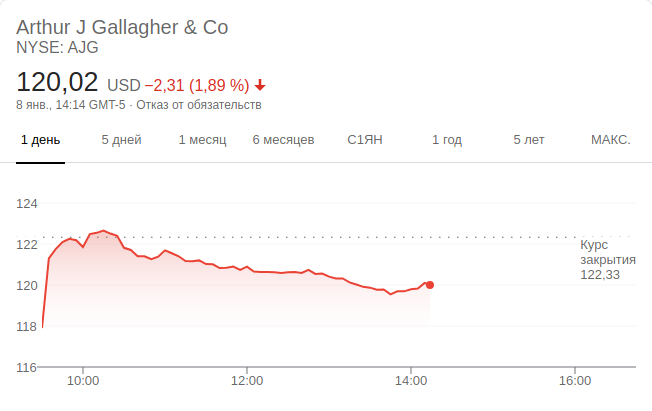 Arthur J Gallagher & Co
NYSE: AJG
120,02 USD −2,31 (1,89 %)
8 янв., 14:14 GMT-5 · Отказ от обязательств
1 день 5 дней 1 месяц 6 месяцев С1ЯН 1 год 5 лет МАКС.
124
122
120
118
116
Курс
закрытия
122,33
10:00 12:00 14:00 16:00